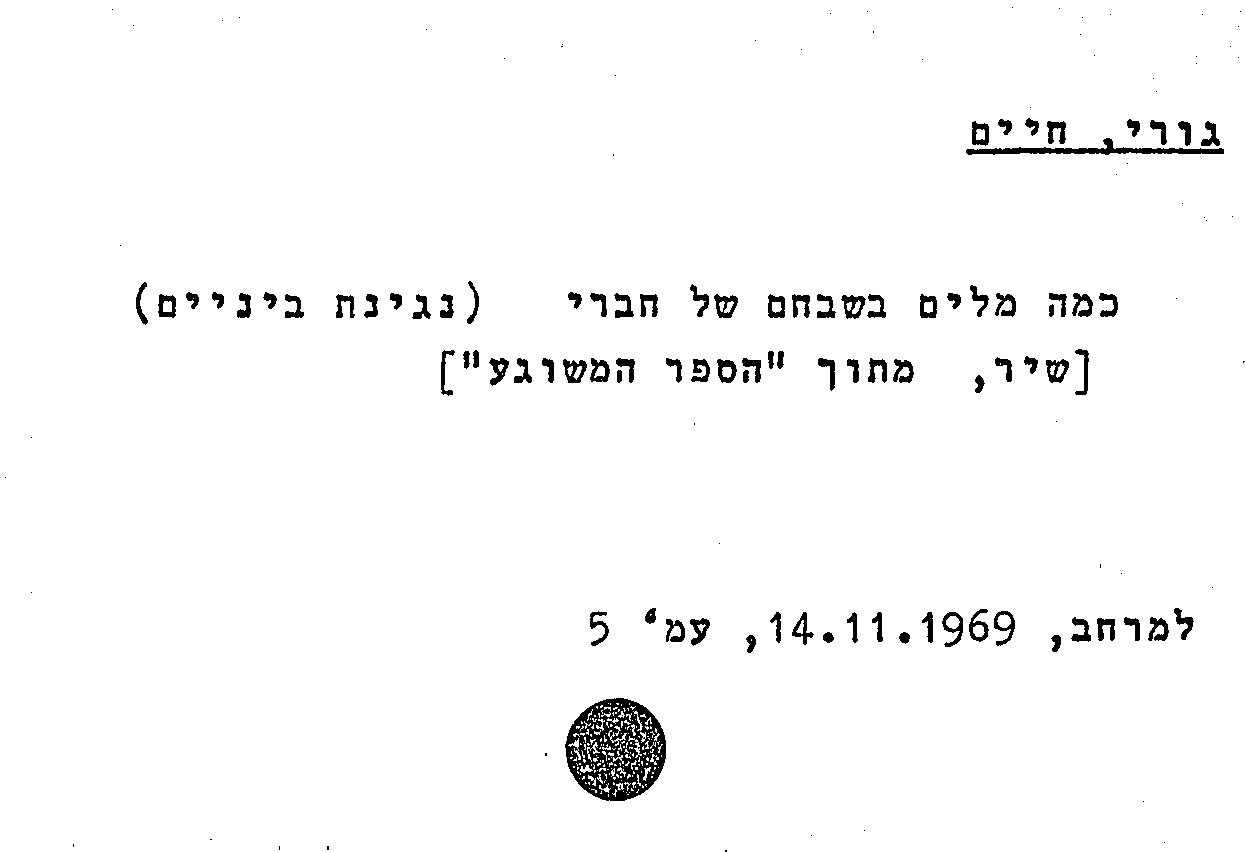 גורי, חיים
כמה מלים בשבחם של חברי (נגינת ביניים)
[שיר, מתוך "הספר המשוגע"]
למרחב, 14.11.1969, עמ' 5